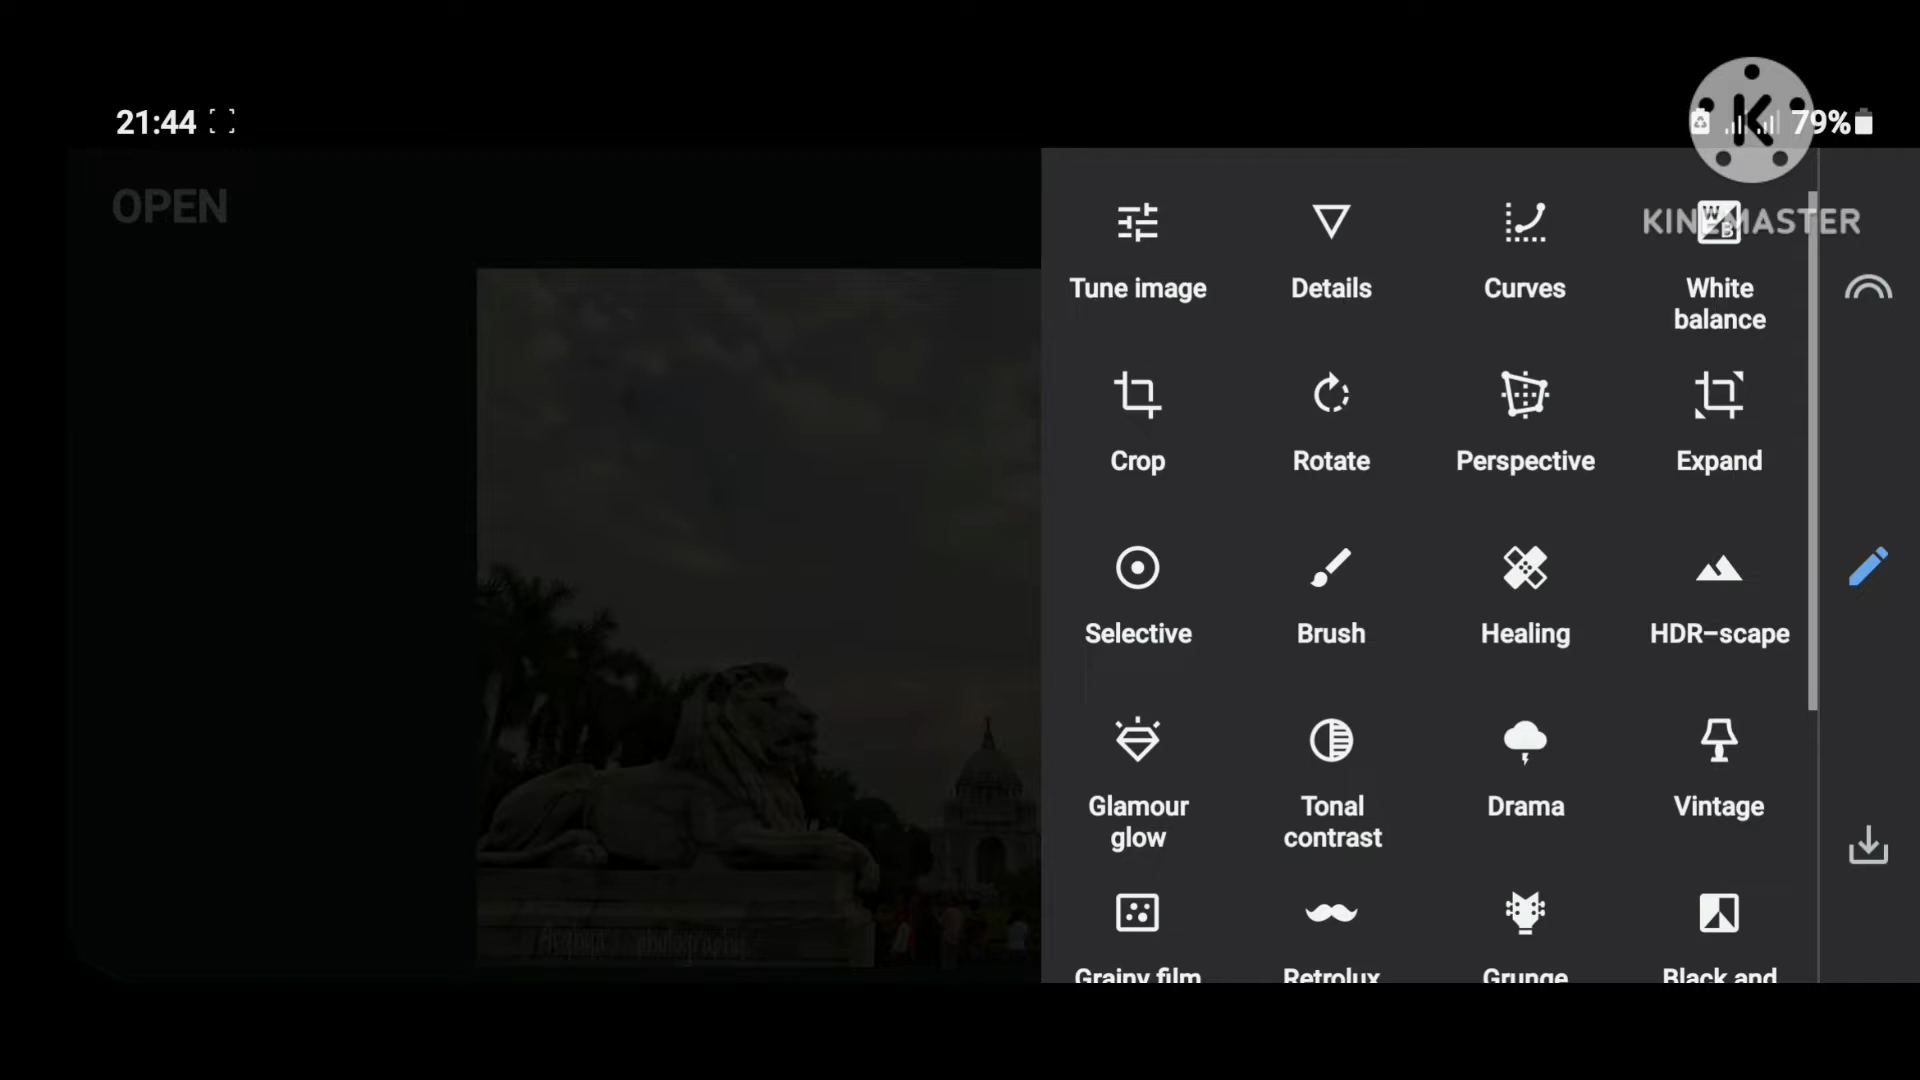 21:44
79%
K
KINEMASTER
OPEN
Tune image
Details
Curves
White
balance
Crop
Rotate
Perspective
Expand
Selective
Brush
Healing
HDR-scape
Glamour
glow
Tonal
contrast
Drama
Vintage
Grainy film
Retrolux
Grunge
Black and
photography